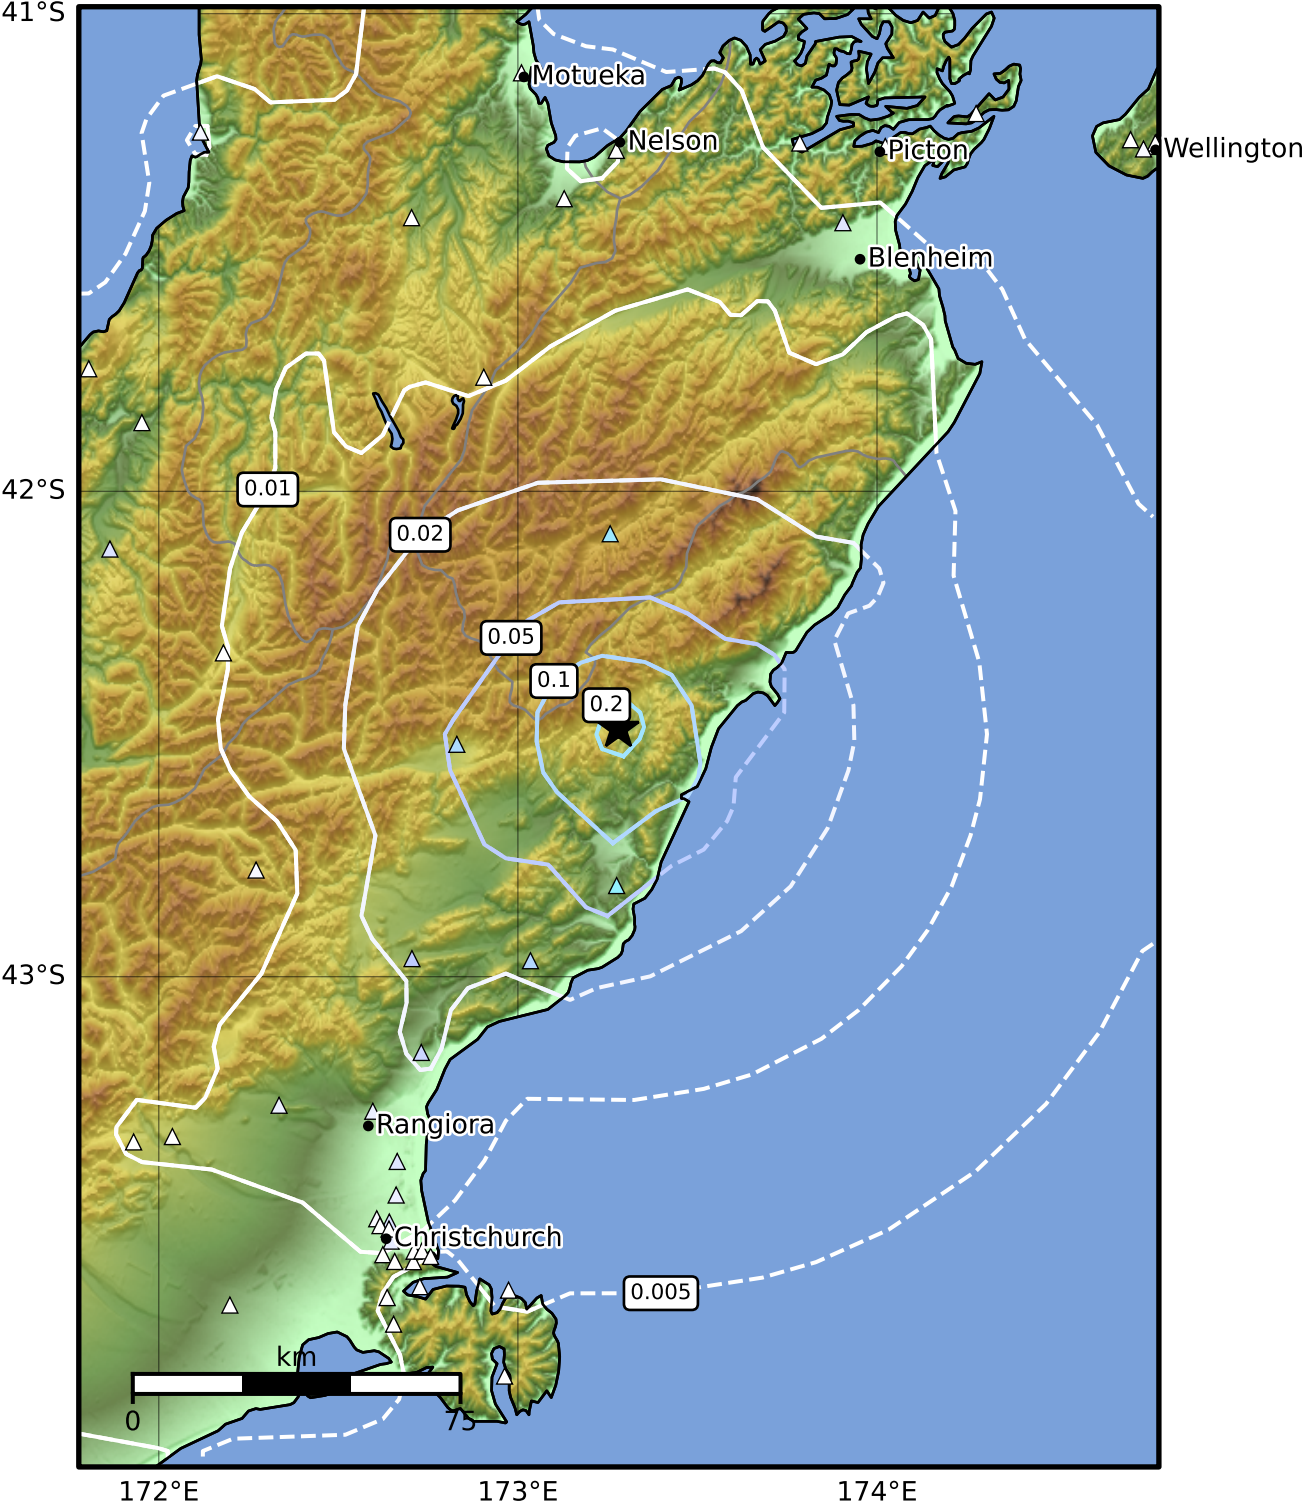 41°S
Motueka
Nelson
Picton
Wellington
Blenheim
0.01
42°S
0.02
0.05
0.1
0.2
43°S
Rangiora
Christchurch
0.005
km
0
75
172°E
173°E
174°E